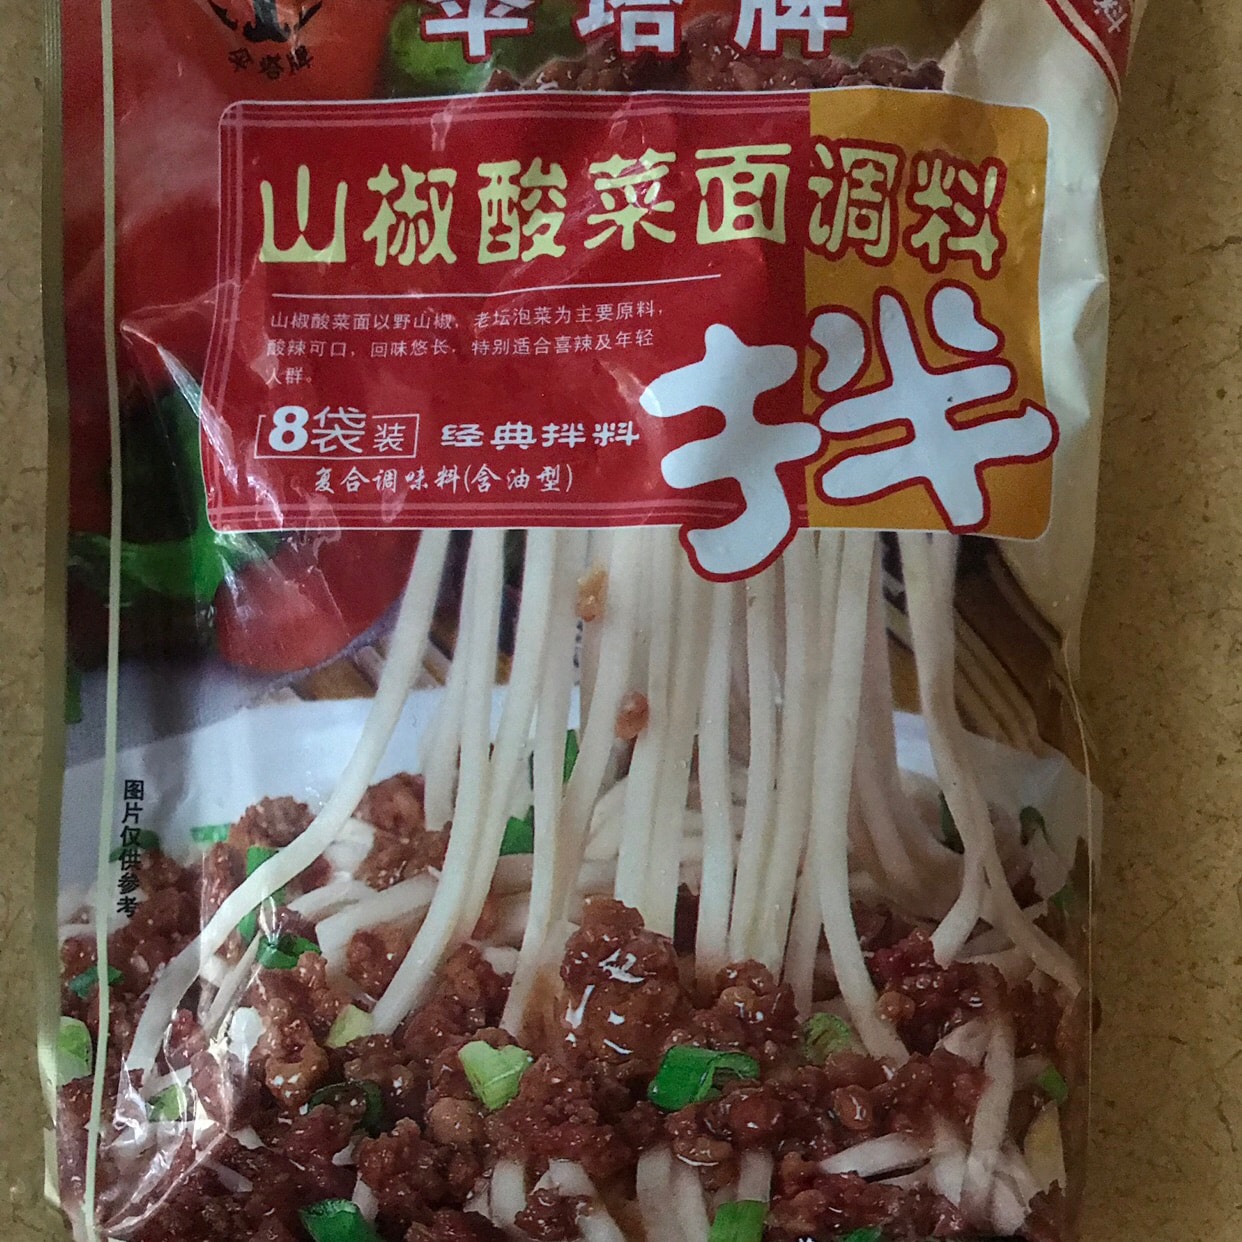 塔牌
山椒酸菜面调料
山椒酸菜面以野山椒，老坛泡菜为主要原料，
酸辣可口，回味悠长，特别适合喜辣及年轻
人群。
拌
8袋装 经典拌料
复合调味料(含油型)
图片仅供参考
料